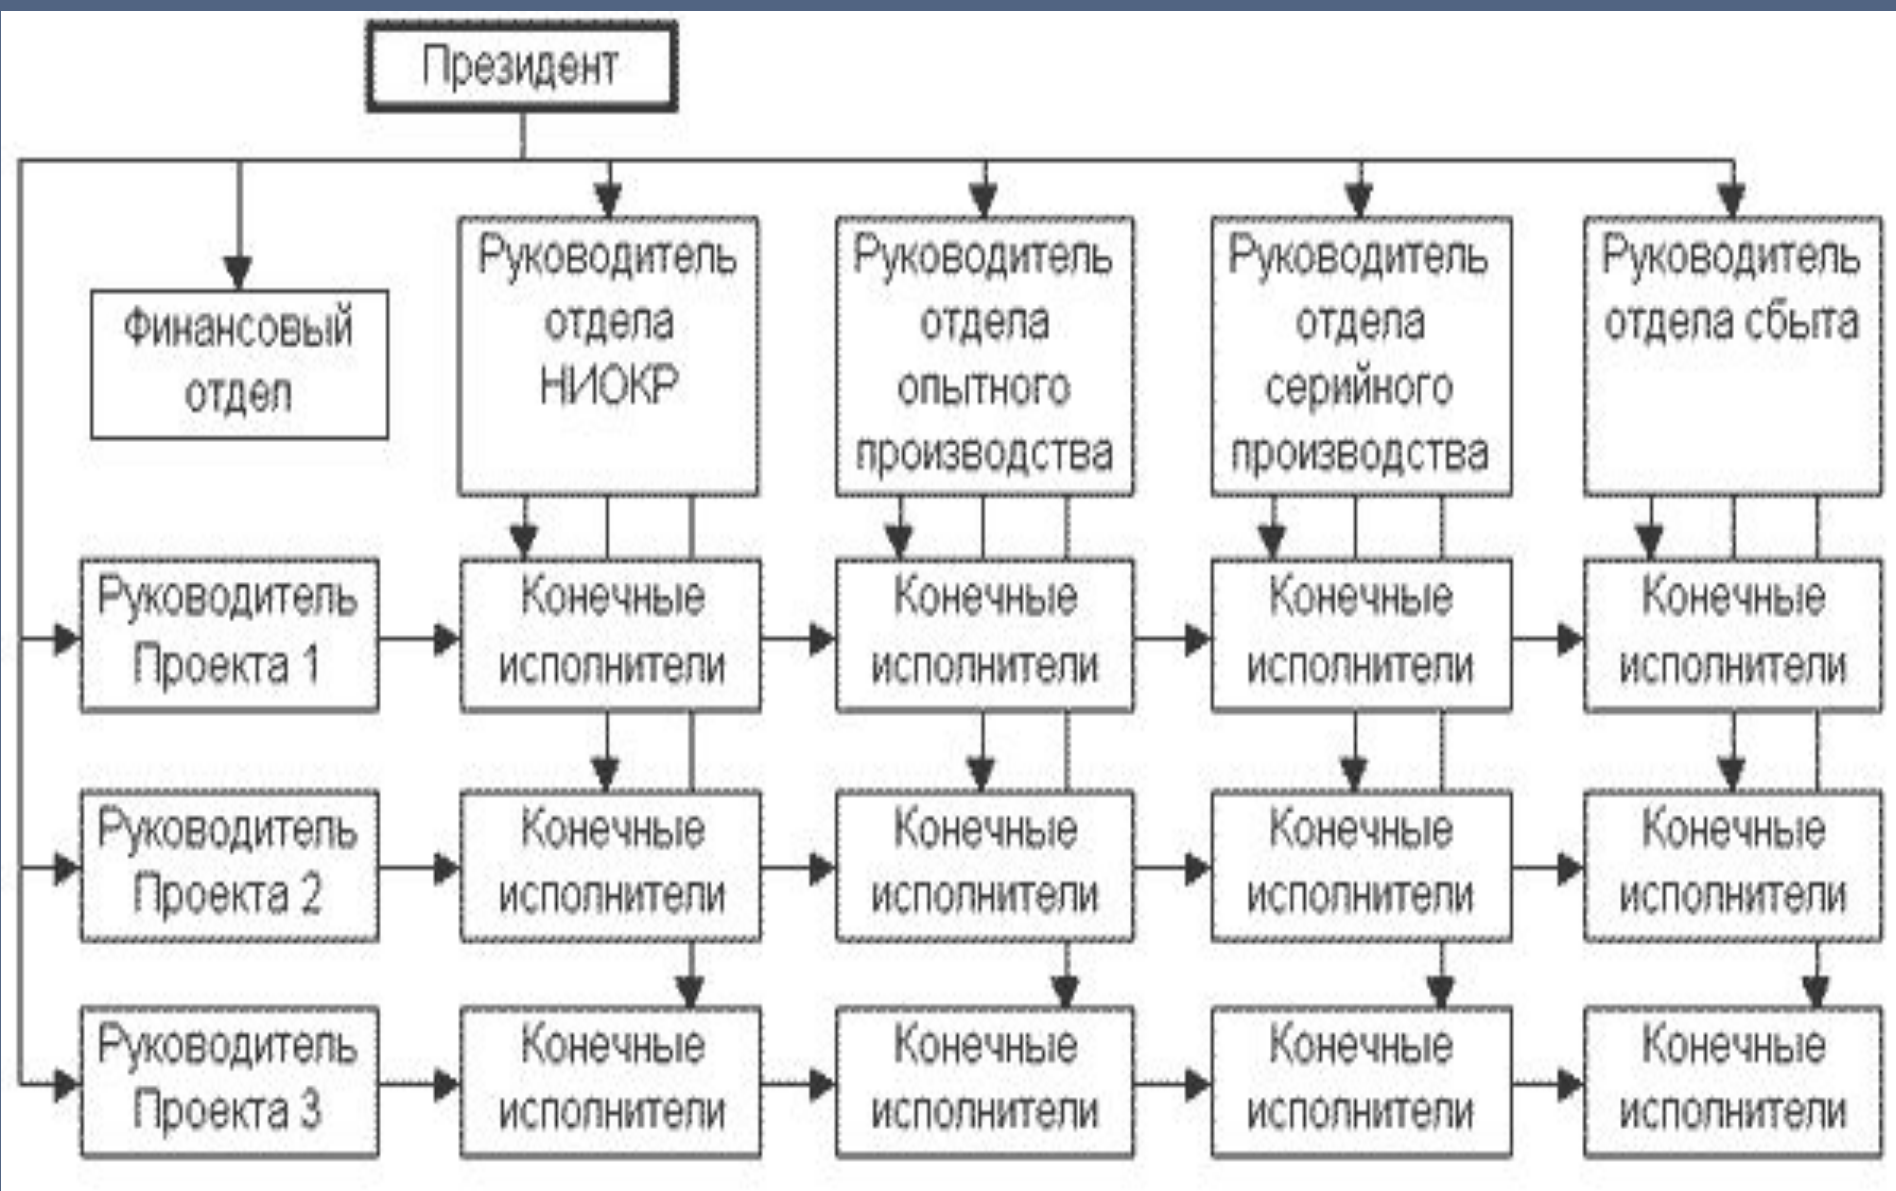 Президент
Финансовый
отдел
Руководитель
отдела
НИОКР
Руководитель
отдела
опытного
производства
Руководитель
отдела
серийного
производства
Руководитель
отдела сбыта
Руководитель
Проекта 1
Конечные
исполнители
Конечные
исполнители
Конечные
исполнители
Конечные
исполнители
Руководитель
Проекта 2
Конечные
исполнители
Конечные
исполнители
Конечные
исполнители
Конечные
исполнители
Руководитель
Проекта 3
Конечные
исполнители
Конечные
исполнители
Конечные
исполнители
Конечные
исполнители